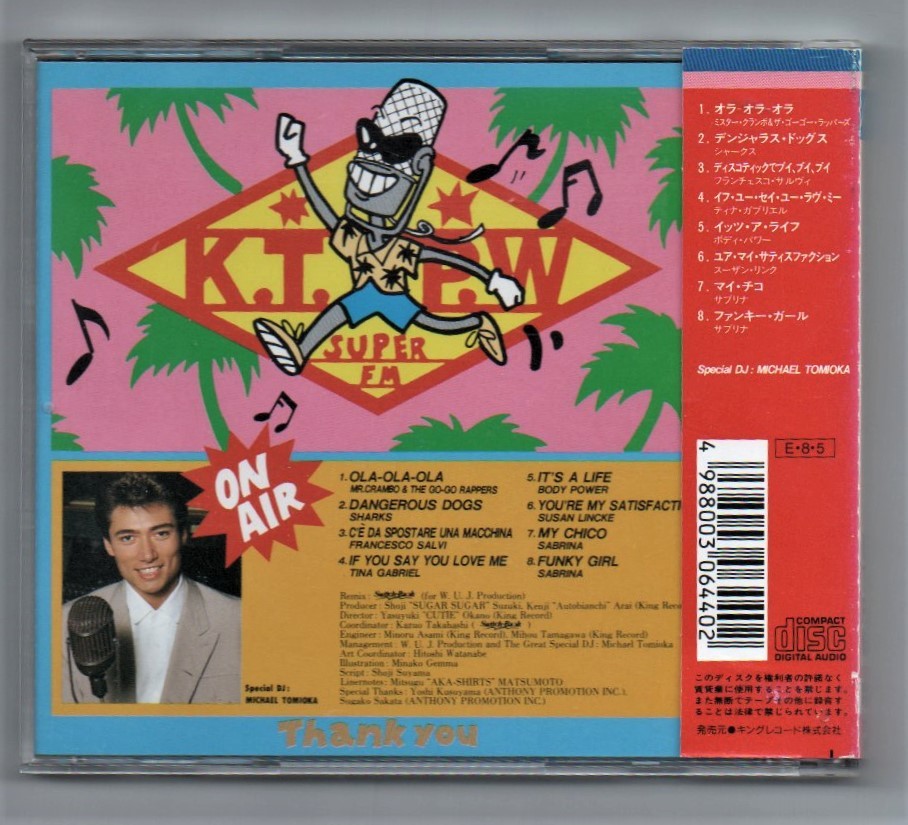 K.T.
P.W
SUPER
FM
ON
AIR
1.OLA-OLA-OLA
MR.CRAMBO & THE GO-GO RAPPERS
2.DANGEROUS DOGS
SHARKS
3.C'È DA SPOSTARE UNA MACCHINA
FRANCESCO SALVI
4.IF YOU SAY YOU LOVE ME
TINA GABRIEL
5.IT'S A LIFE
BODY POWER
6.YOU'RE MY SATISFACTI
SUSAN LINCKE
7.MY CHICO
SABRINA
8.FUNKY GIRL
SABRINA
Remix : (for W. U. J. Production)
Producer : Shoji "SUGAR SUGAR" Suzuki, Kenji "Autobianchi" Arai (King Reco
Director : Yasuyuki "CUTIE" Okano (King Record)
Coordinator : Kazuo Takahashi ( )
Engineer : Minoru Asami (King Record), Mihou Tamagawa (King Record)
Management : W. U. J. Production and The Great Special DJ : Michael Tomioka
Art Coordinator : Hitoshi Watanabe
Illustration : Minako Gemma
Script : Shoji Suyama
Linernotes : Mitsugu "AKA-SHIRTS" MATSUMOTO
Special Thanks : Yoshi Kusuyama (ANTHONY PROMOTION INC.),
Sugako Sakata (ANTHONY PROMOTION INC.)
Special DJ :
MICHAEL TOMIOKA
Thank you
1. オラ-オラ-オラ
ミスター・クランボ&ザ・ゴーゴー・ラッパーズ
2. デンジャラス・ドッグス
シャークス
3. ディスコティックでブイ,ブイ,ブイ
フランチェスコ・サルヴィ
4. イフ・ユー・セイ・ユー・ラヴ・ミー
ティナ・ガブリエル
5. イッツ・ア・ライフ
ボディ・パワー
6. ユア・マイ・サティスファクション
スーザン・リンク
7. マイ・チコ
サブリナ
8. ファンキー・ガール
サブリナ
Special DJ : MICHAEL TOMIOKA
E・8・5
4 988003 064402
COMPACT
disc
DIGITAL AUDIO
このディスクを権利者の許諾なく
賃貸業に使用することを禁じます。
また無断でテープその他に録音す
ることは法律で禁じられています。
発売元●キングレコード株式会社